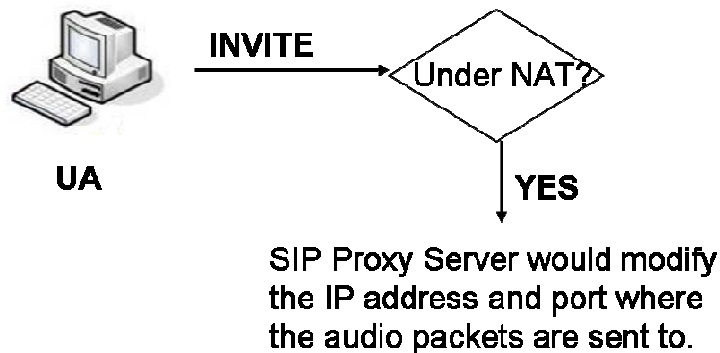 INVITE
Under NAT?
UA
YES
SIP Proxy Server would modify
the IP address and port where
the audio packets are sent to.